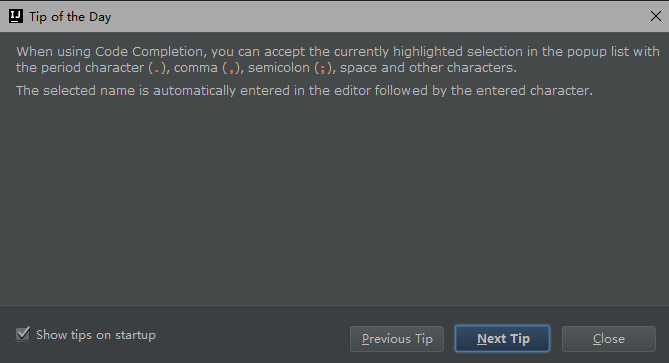 IJ Tip of the Day
When using Code Completion, you can accept the currently highlighted selection in the popup list with
the period character (.), comma (,), semicolon (;), space and other characters.
The selected name is automatically entered in the editor followed by the entered character.
Show tips on startup
Previous Tip
Next Tip
Close